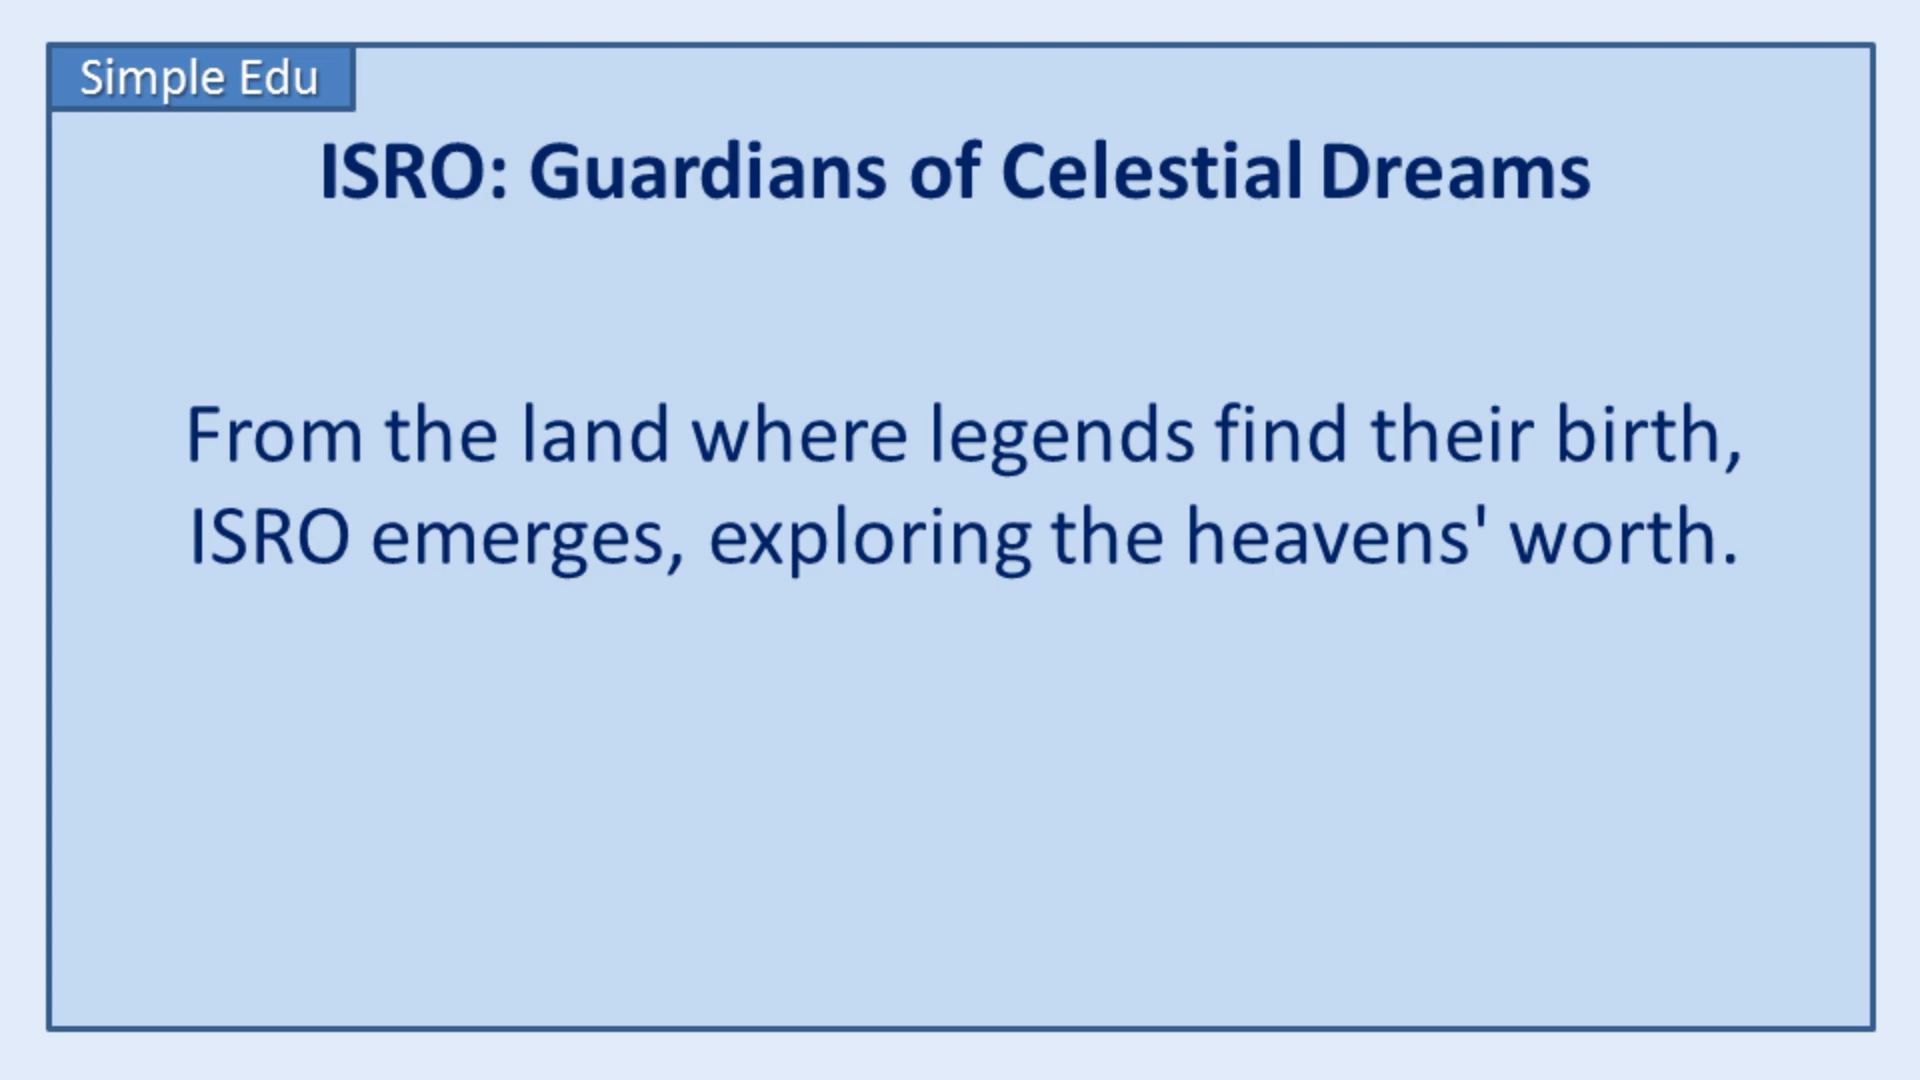 Simple Edu
ISRO: Guardians of Celestial Dreams
From the land where legends find their birth,
ISRO emerges, exploring the heavens' worth.